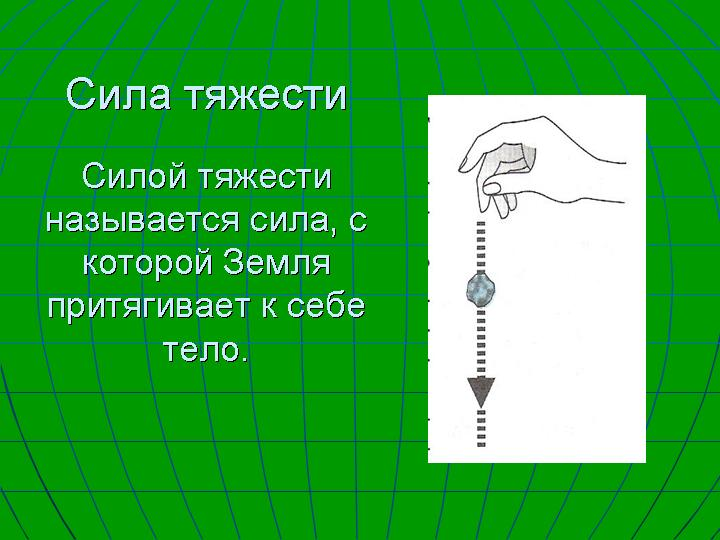 Сила тяжести
Силой тяжести
называется сила, с
которой Земля
притягивает к себе
тело.